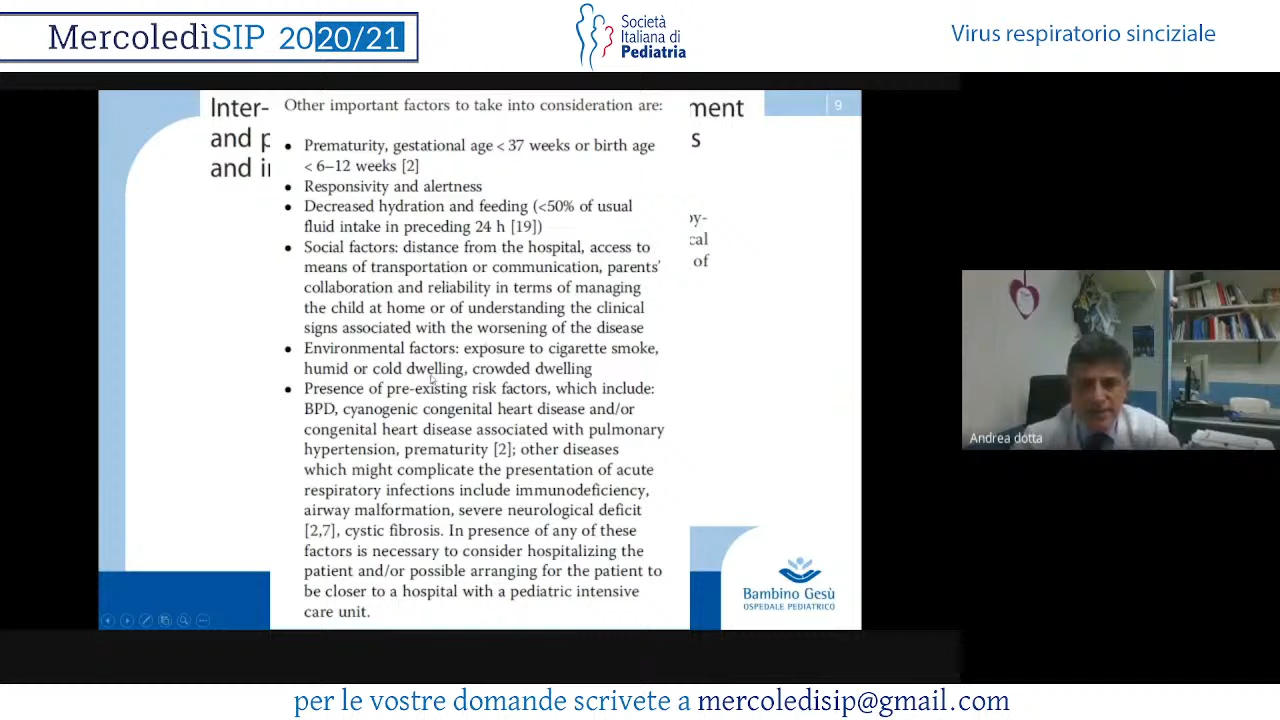 MercoledìSIP 2020/21
Società
Italiana di
Pediatria
Virus respiratorio sinciziale
9
Inter-
and p
and i
ment
s
Other important factors to take into consideration are:
• Prematurity, gestational age < 37 weeks or birth age
< 6–12 weeks [2]
• Responsivity and alertness
• Decreased hydration and feeding (<50% of usual
fluid intake in preceding 24 h [19])
• Social factors: distance from the hospital, access to
means of transportation or communication, parents'
collaboration and reliability in terms of managing
the child at home or of understanding the clinical
signs associated with the worsening of the disease
• Environmental factors: exposure to cigarette smoke,
humid or cold dwelling, crowded dwelling
• Presence of pre-existing risk factors, which include:
BPD, cyanogenic congenital heart disease and/or
congenital heart disease associated with pulmonary
hypertension, prematurity [2]; other diseases
which might complicate the presentation of acute
respiratory infections include immunodeficiency,
airway malformation, severe neurological deficit
[2,7], cystic fibrosis. In presence of any of these
factors is necessary to consider hospitalizing the
patient and/or possible arranging for the patient to
be closer to a hospital with a pediatric intensive
care unit.
by-
cal
of
Bambino Gesù
OSPEDALE PEDIATRICO
Andrea dotta
per le vostre domande scrivete a mercoledisip@gmail.com